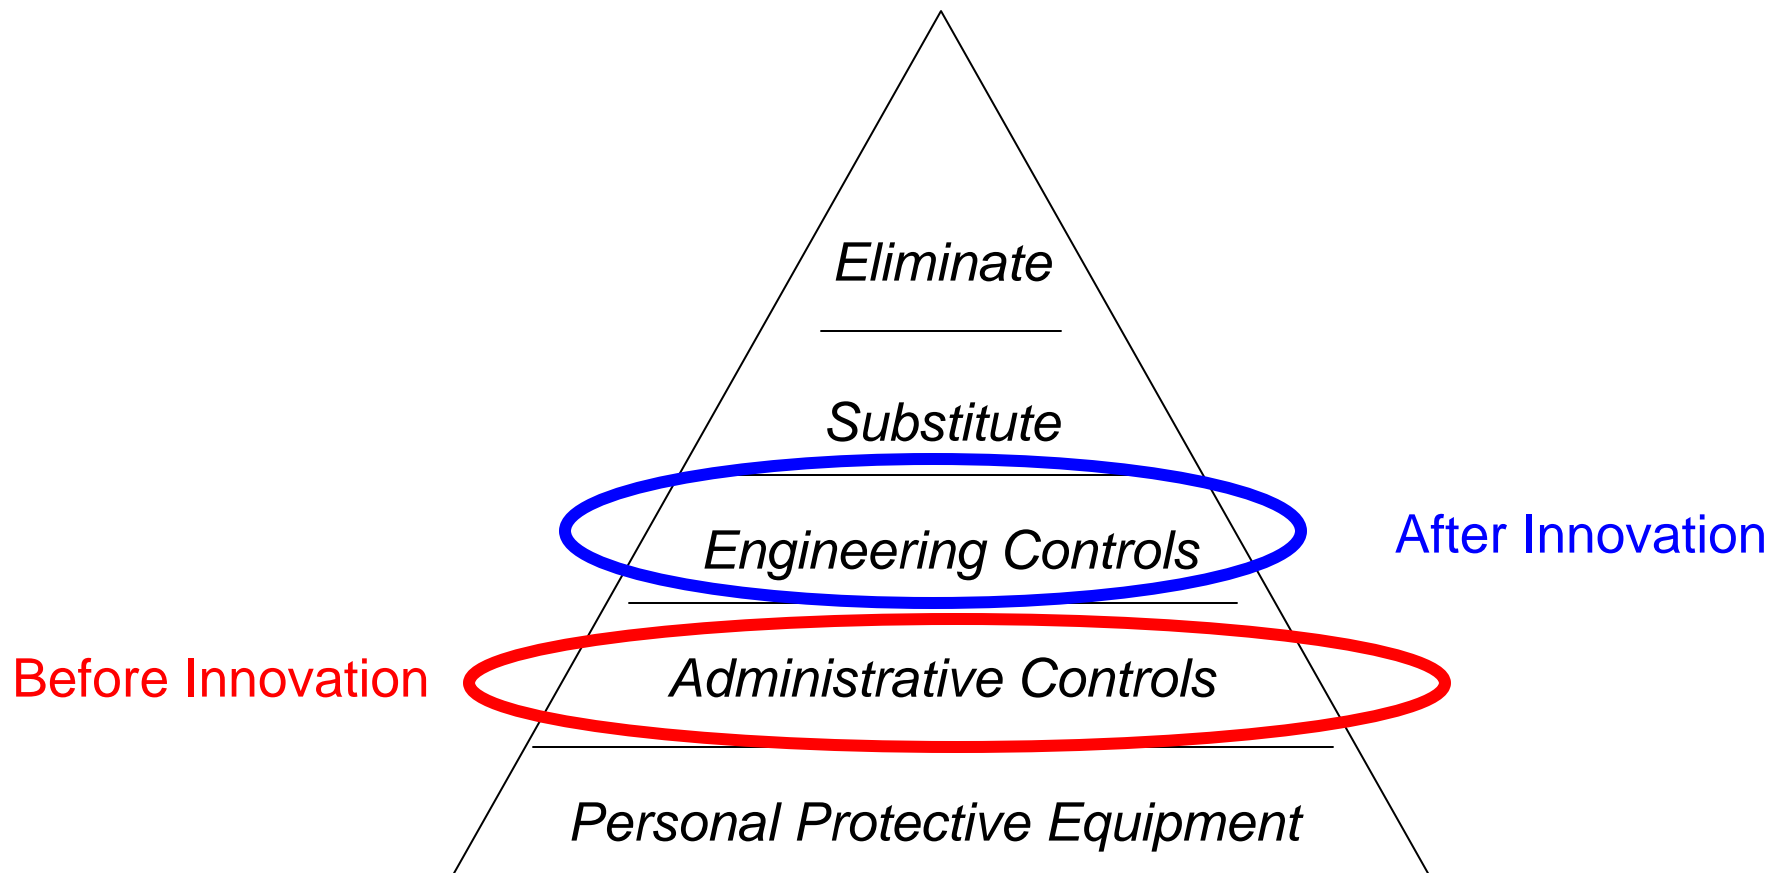 Eliminate
Substitute
Engineering Controls
After Innovation
Before Innovation
Administrative Controls
Personal Protective Equipment